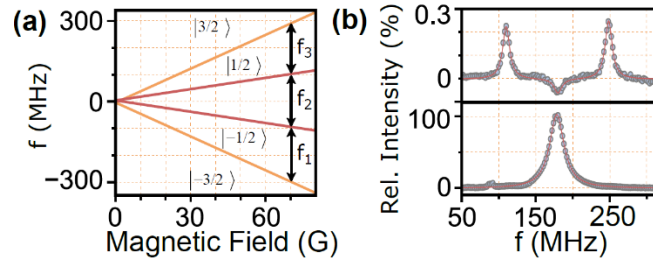 (a)
f (MHz)
300
0
−300
|3/2 ⟩
|1/2 ⟩
|−1/2 ⟩
|−3/2 ⟩
f3
f2
f1
0
30
60
Magnetic Field (G)
(b)
Rel. Intensity (%)
0.3
0
100
0
50
150
250
f (MHz)